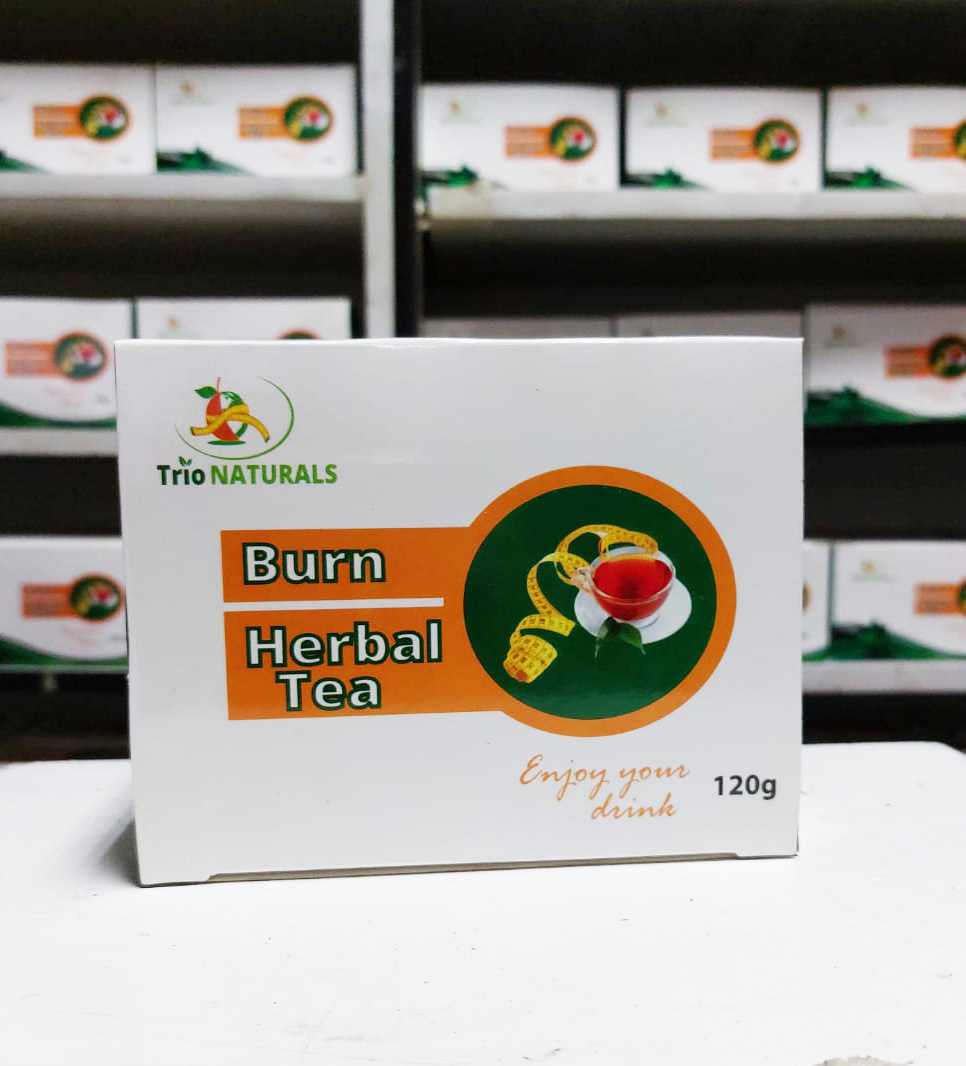 Trio NATURALS
Burn
Herbal
Tea
Enjoy your
drink
120g